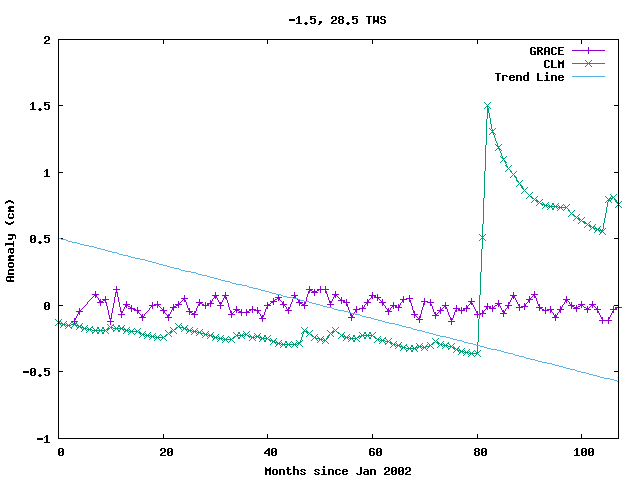 -1.5, 28.5 TWS
GRACE
CLM
Trend Line
2
1.5
1
0.5
0
-0.5
-1
Anomaly (cm)
0 20 40 60 80 100
Months since Jan 2002